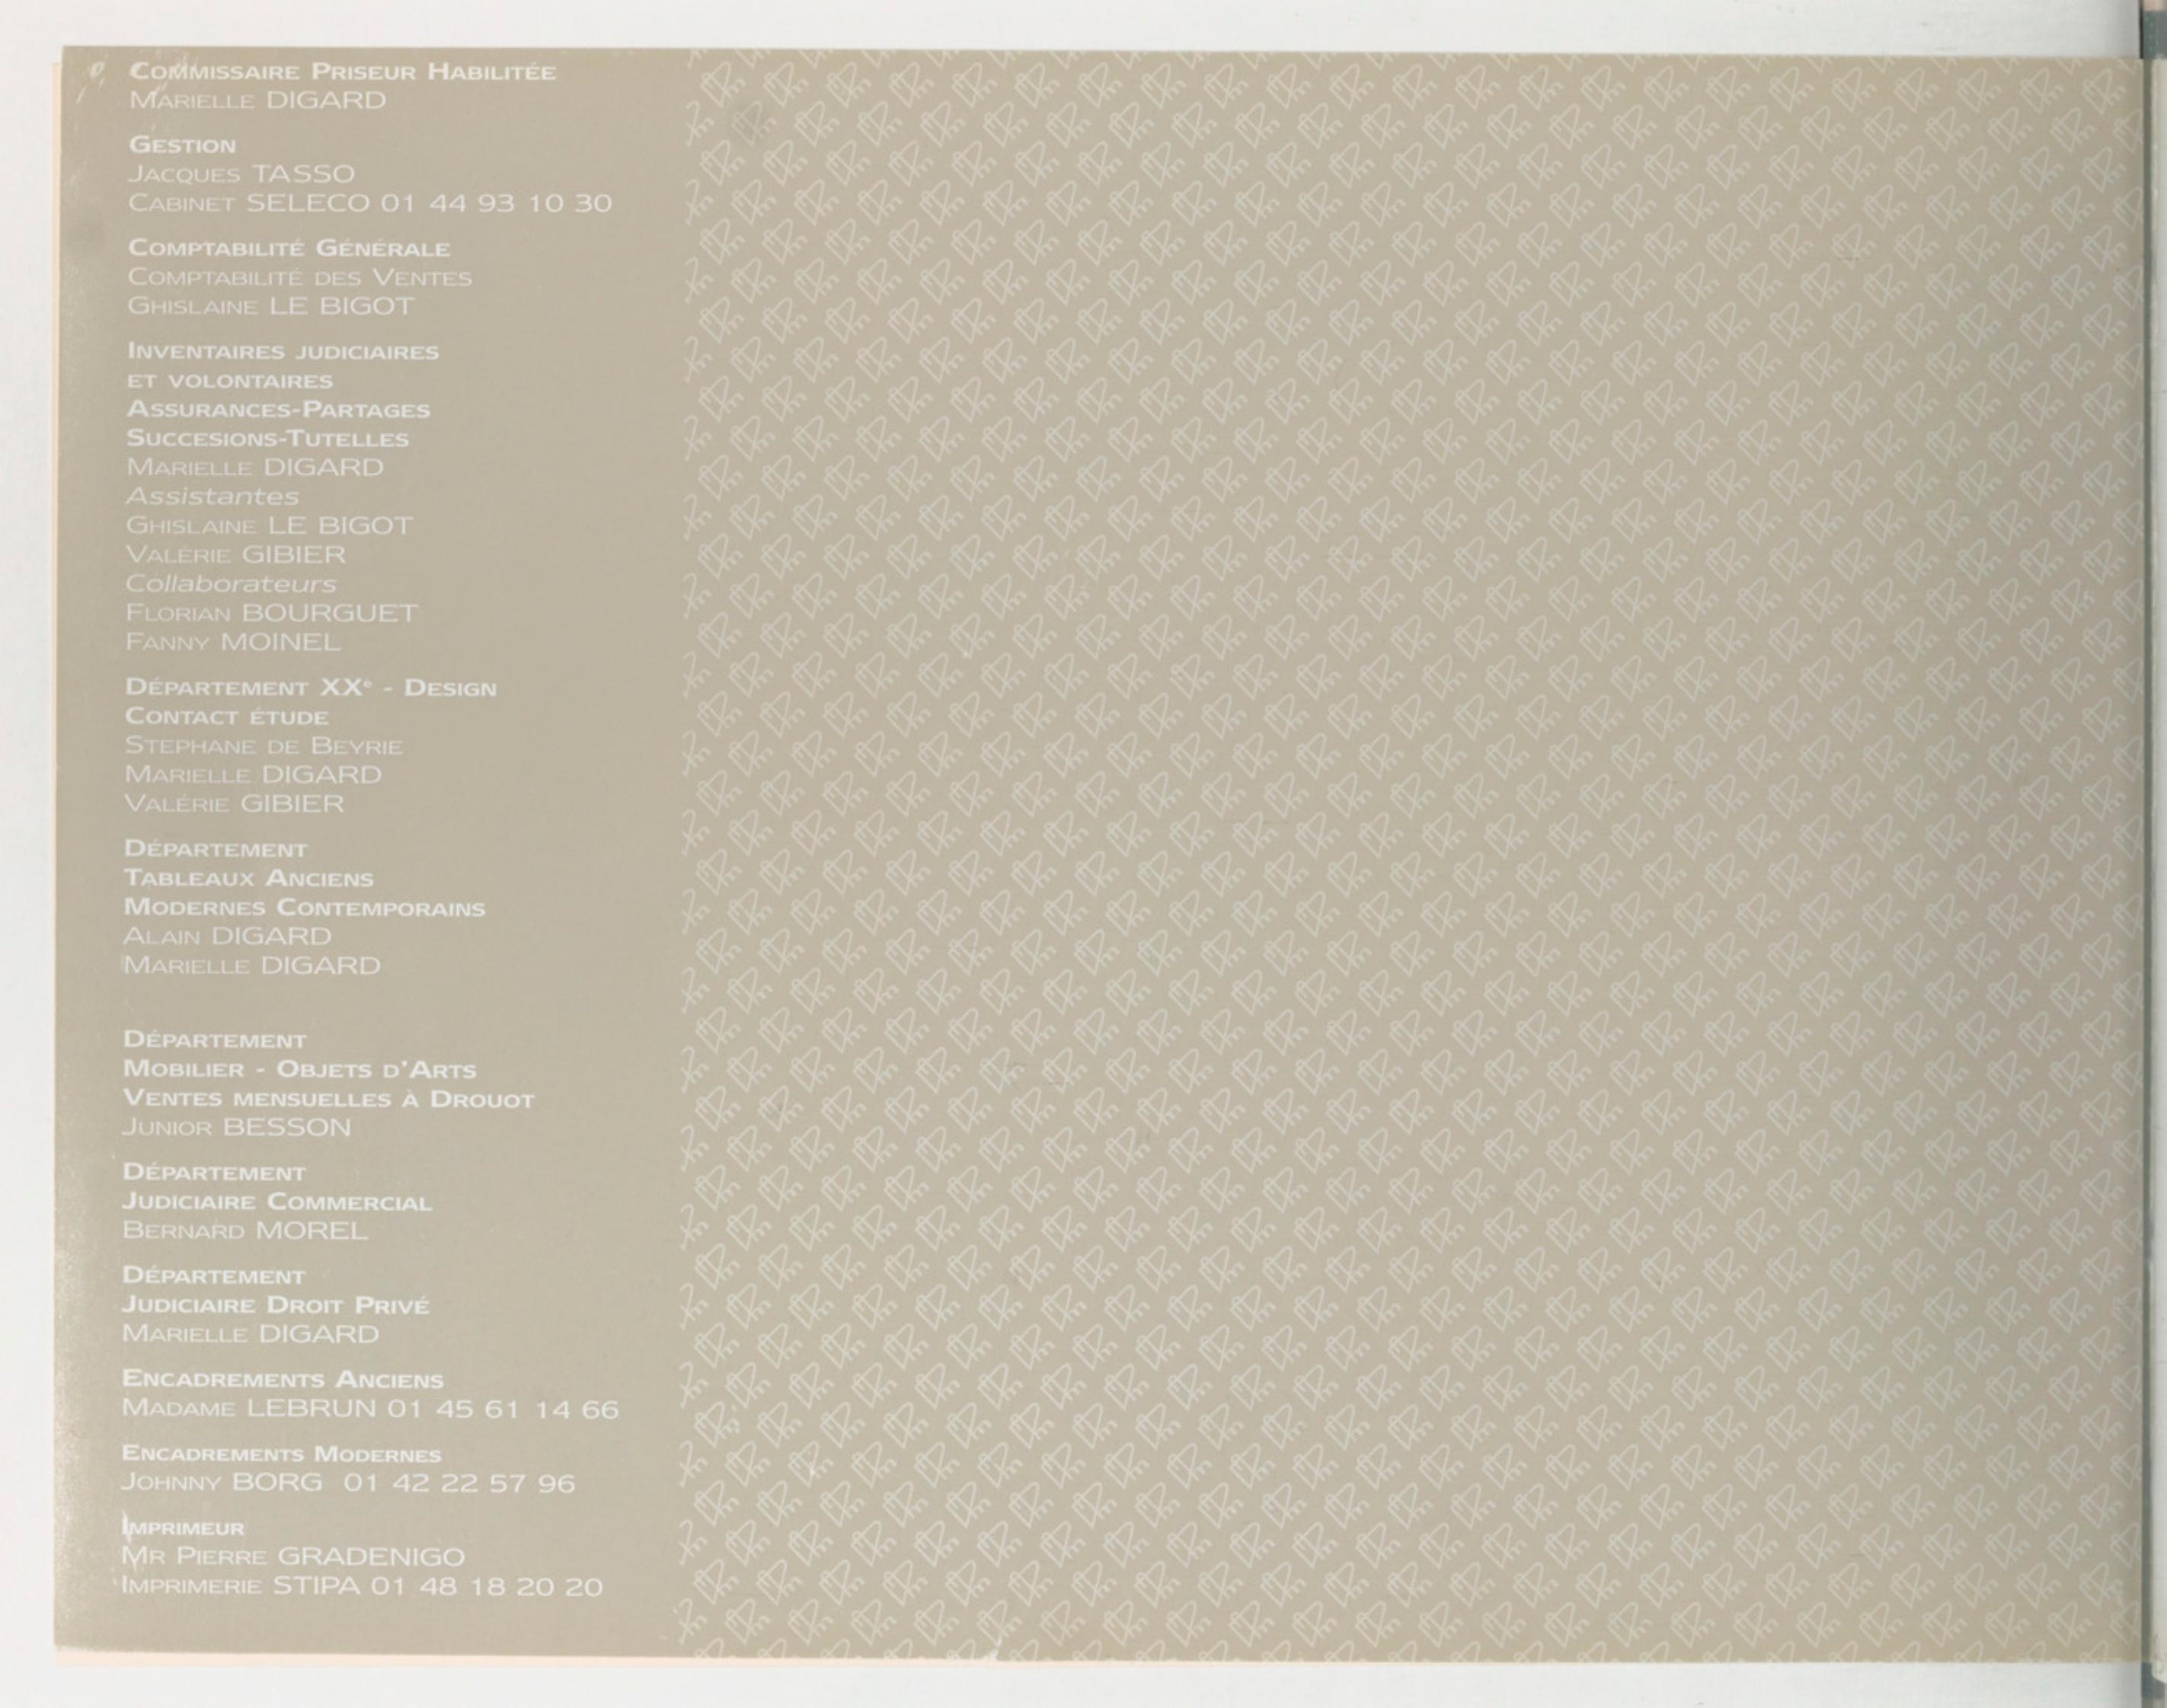 COMMISSAIRE PRISEUR HABILITÉE
MARIELLE DIGARD
GESTION
JACQUES TASSO
CABINET SELECO 01 44 93 10 30
COMPTABILITÉ GÉNÉRALE
COMPTABILITÉ DES VENTES
GHISLAINE LE BIGOT
INVENTAIRES JUDICIAIRES
ET VOLONTAIRES
ASSURANCES-PARTAGES
SUCCESIONS-TUTELLES
MARIELLE DIGARD
Assistantes
GHISLAINE LE BIGOT
VALÉRIE GIBIER
Collaborateurs
FLORIAN BOURGUET
FANNY MOINEL
DÉPARTEMENT XXe - DESIGN
CONTACT ÉTUDE
STEPHANE DE BEYRIE
MARIELLE DIGARD
VALÉRIE GIBIER
DÉPARTEMENT
TABLEAUX ANCIENS
MODERNES CONTEMPORAINS
ALAIN DIGARD
MARIELLE DIGARD
DÉPARTEMENT
MOBILIER - OBJETS D'ARTS
VENTES MENSUELLES À DROUOT
JUNIOR BESSON
DÉPARTEMENT
JUDICIAIRE COMMERCIAL
BERNARD MOREL
DÉPARTEMENT
JUDICIAIRE DROIT PRIVÉ
MARIELLE DIGARD
ENCADREMENTS ANCIENS
MADAME LEBRUN 01 45 61 14 66
ENCADREMENTS MODERNES
JOHNNY BORG 01 42 22 57 96
IMPRIMEUR
MR PIERRE GRADENIGO
IMPRIMERIE STIPA 01 48 18 20 20